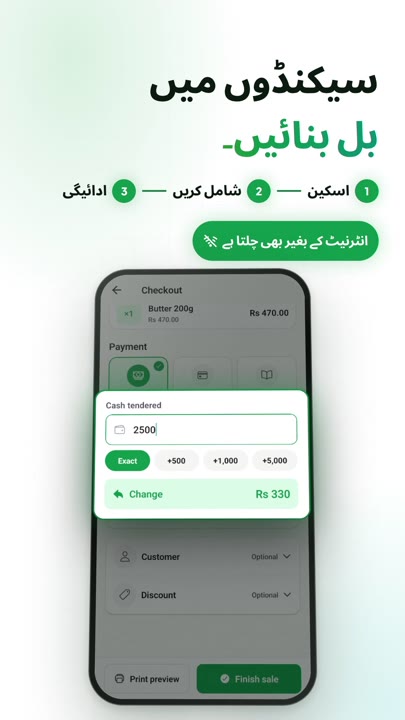 سیکنڈوں میں
بل بنائیں۔
1 اسکین 2 شامل کریں 3 ادائیگی
انٹرنیٹ کے بغیر بھی چلتا ہے
Checkout
×1 Butter 200g Rs 470.00
Rs 470.00
Payment
Cash tendered
2500
Exact +500 +1,000 +5,000
Change Rs 330
Customer Optional
Discount Optional
Print preview Finish sale